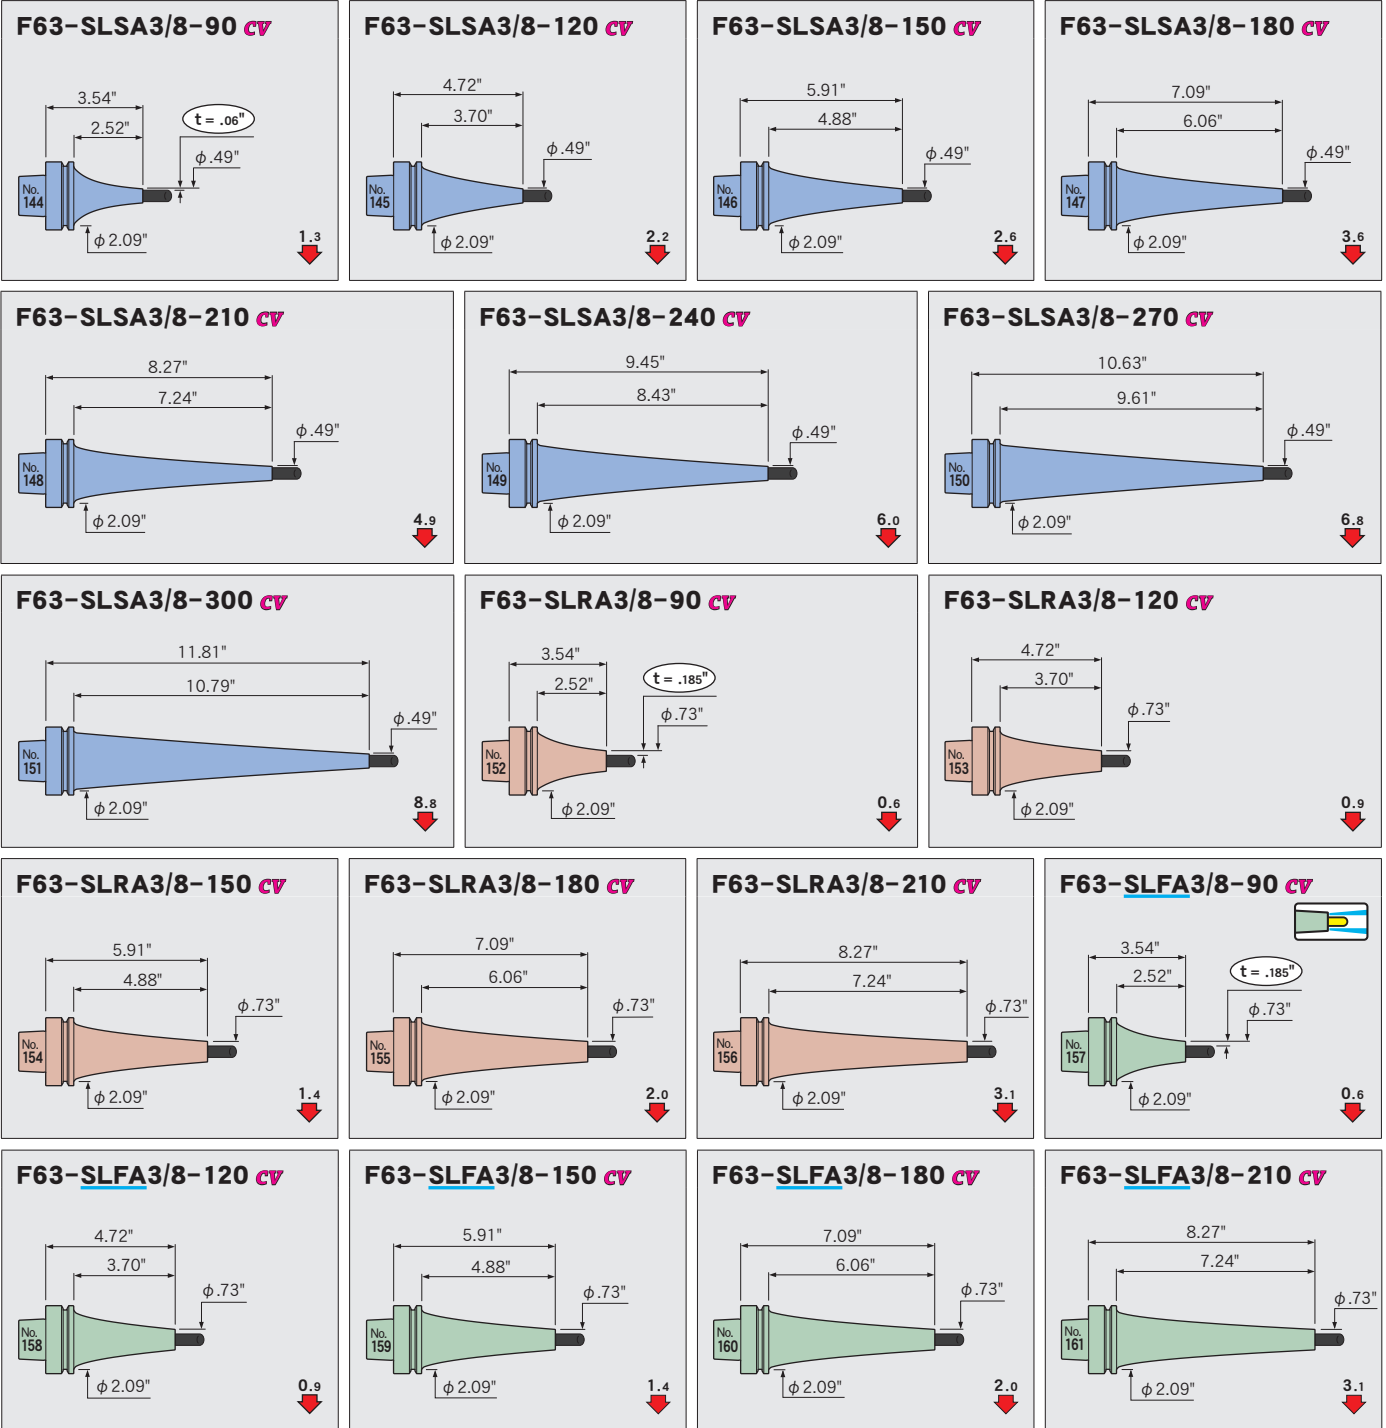 F63-SLSA3/8-90 CV
3.54"
2.52"
t = .06"
φ.49"
No.
144
φ2.09"
1.3
F63-SLSA3/8-120 CV
4.72"
3.70"
φ.49"
No.
145
φ2.09"
2.2
F63-SLSA3/8-150 CV
5.91"
4.88"
φ.49"
No.
146
φ2.09"
2.6
F63-SLSA3/8-180 CV
7.09"
6.06"
φ.49"
No.
147
φ2.09"
3.6
F63-SLSA3/8-210 CV
8.27"
7.24"
φ.49"
No.
148
φ2.09"
4.9
F63-SLSA3/8-240 CV
9.45"
8.43"
φ.49"
No.
149
φ2.09"
6.0
F63-SLSA3/8-270 CV
10.63"
9.61"
φ.49"
No.
150
φ2.09"
6.8
F63-SLSA3/8-300 CV
11.81"
10.79"
φ.49"
No.
151
φ2.09"
8.8
F63-SLRA3/8-90 CV
3.54"
2.52"
t = .185"
φ.73"
No.
152
φ2.09"
0.6
F63-SLRA3/8-120 CV
4.72"
3.70"
φ.73"
No.
153
φ2.09"
0.9
F63-SLRA3/8-150 CV
5.91"
4.88"
φ.73"
No.
154
φ2.09"
1.4
F63-SLRA3/8-180 CV
7.09"
6.06"
φ.73"
No.
155
φ2.09"
2.0
F63-SLRA3/8-210 CV
8.27"
7.24"
φ.73"
No.
156
φ2.09"
3.1
F63-SLFA3/8-90 CV
3.54"
2.52"
t = .185"
φ.73"
No.
157
φ2.09"
0.6
F63-SLFA3/8-120 CV
4.72"
3.70"
φ.73"
No.
158
φ2.09"
0.9
F63-SLFA3/8-150 CV
5.91"
4.88"
φ.73"
No.
159
φ2.09"
1.4
F63-SLFA3/8-180 CV
7.09"
6.06"
φ.73"
No.
160
φ2.09"
2.0
F63-SLFA3/8-210 CV
8.27"
7.24"
φ.73"
No.
161
φ2.09"
3.1